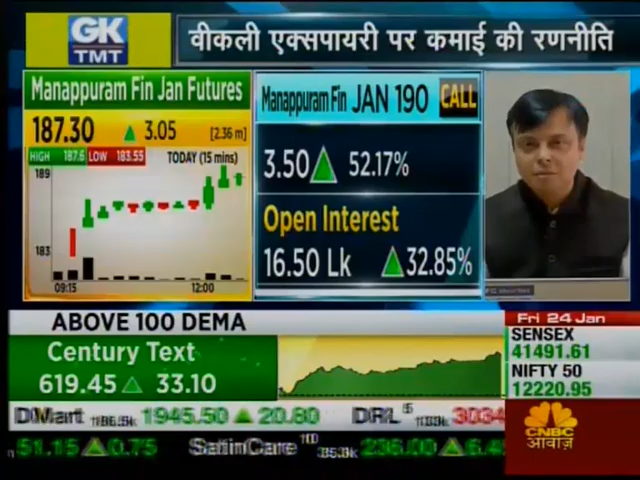 GK
TMT
वीकली एक्सपायरी पर कमाई की रणनीति
Manappuram Fin Jan Futures
187.30 3.05 [2.36 m]
HIGH 187.6 LOW 183.55 TODAY (15 mins)
189
183
09:15 12:00
Manappuram Fin JAN 190 CALL
3.50 52.17%
Open Interest
16.50 Lk 32.85%
ABOVE 100 DEMA
Century Text
619.45 33.10
Fri 24 Jan
SENSEX
41491.61
NIFTY 50
12220.95
DMart 1945.50 20.80 DRL 3034
51.15 0.75 SatinCare 236.00 6.4
CNBC
आवाज़